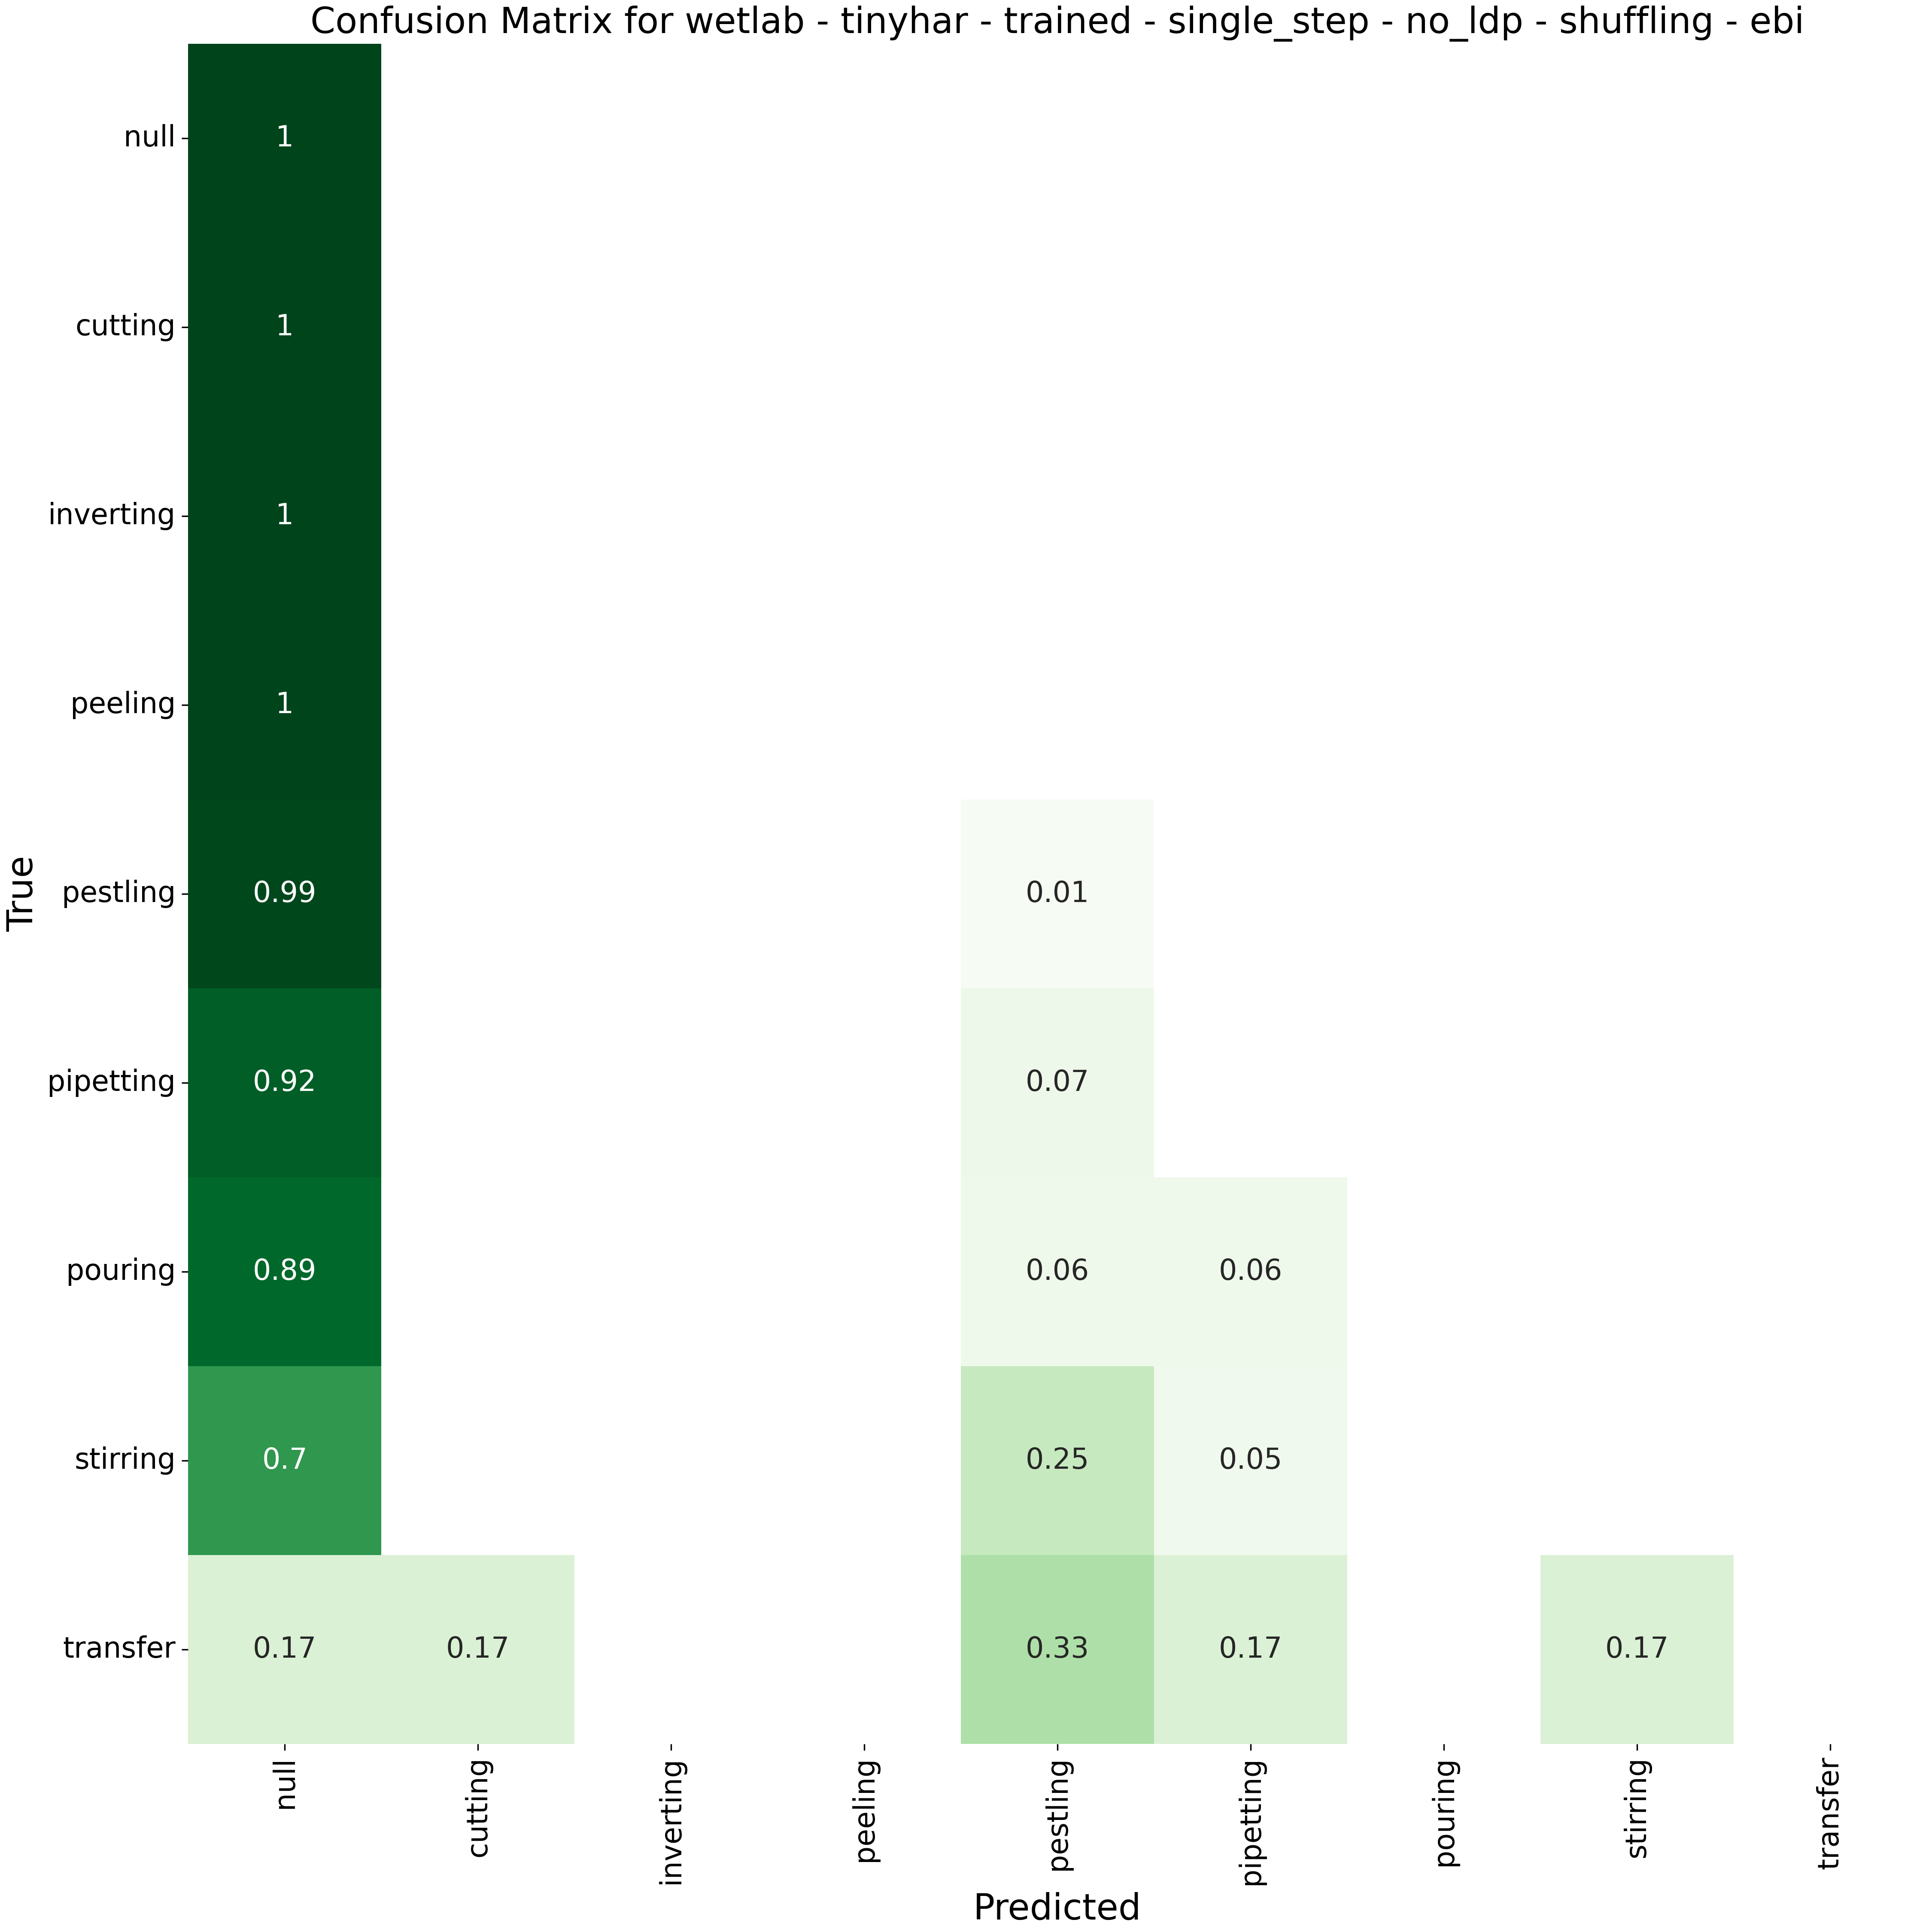 Confusion Matrix for wetlab - tinyhar - trained - single_step - no_ldp - shuffling - ebi
null 1
cutting 1
inverting 1
peeling 1
pestling 0.99 0.01
pipetting 0.92 0.07
pouring 0.89 0.06 0.06
stirring 0.7 0.25 0.05
transfer 0.17 0.17 0.33 0.17 0.17
True
null cutting inverting peeling pestling pipetting pouring stirring transfer
Predicted